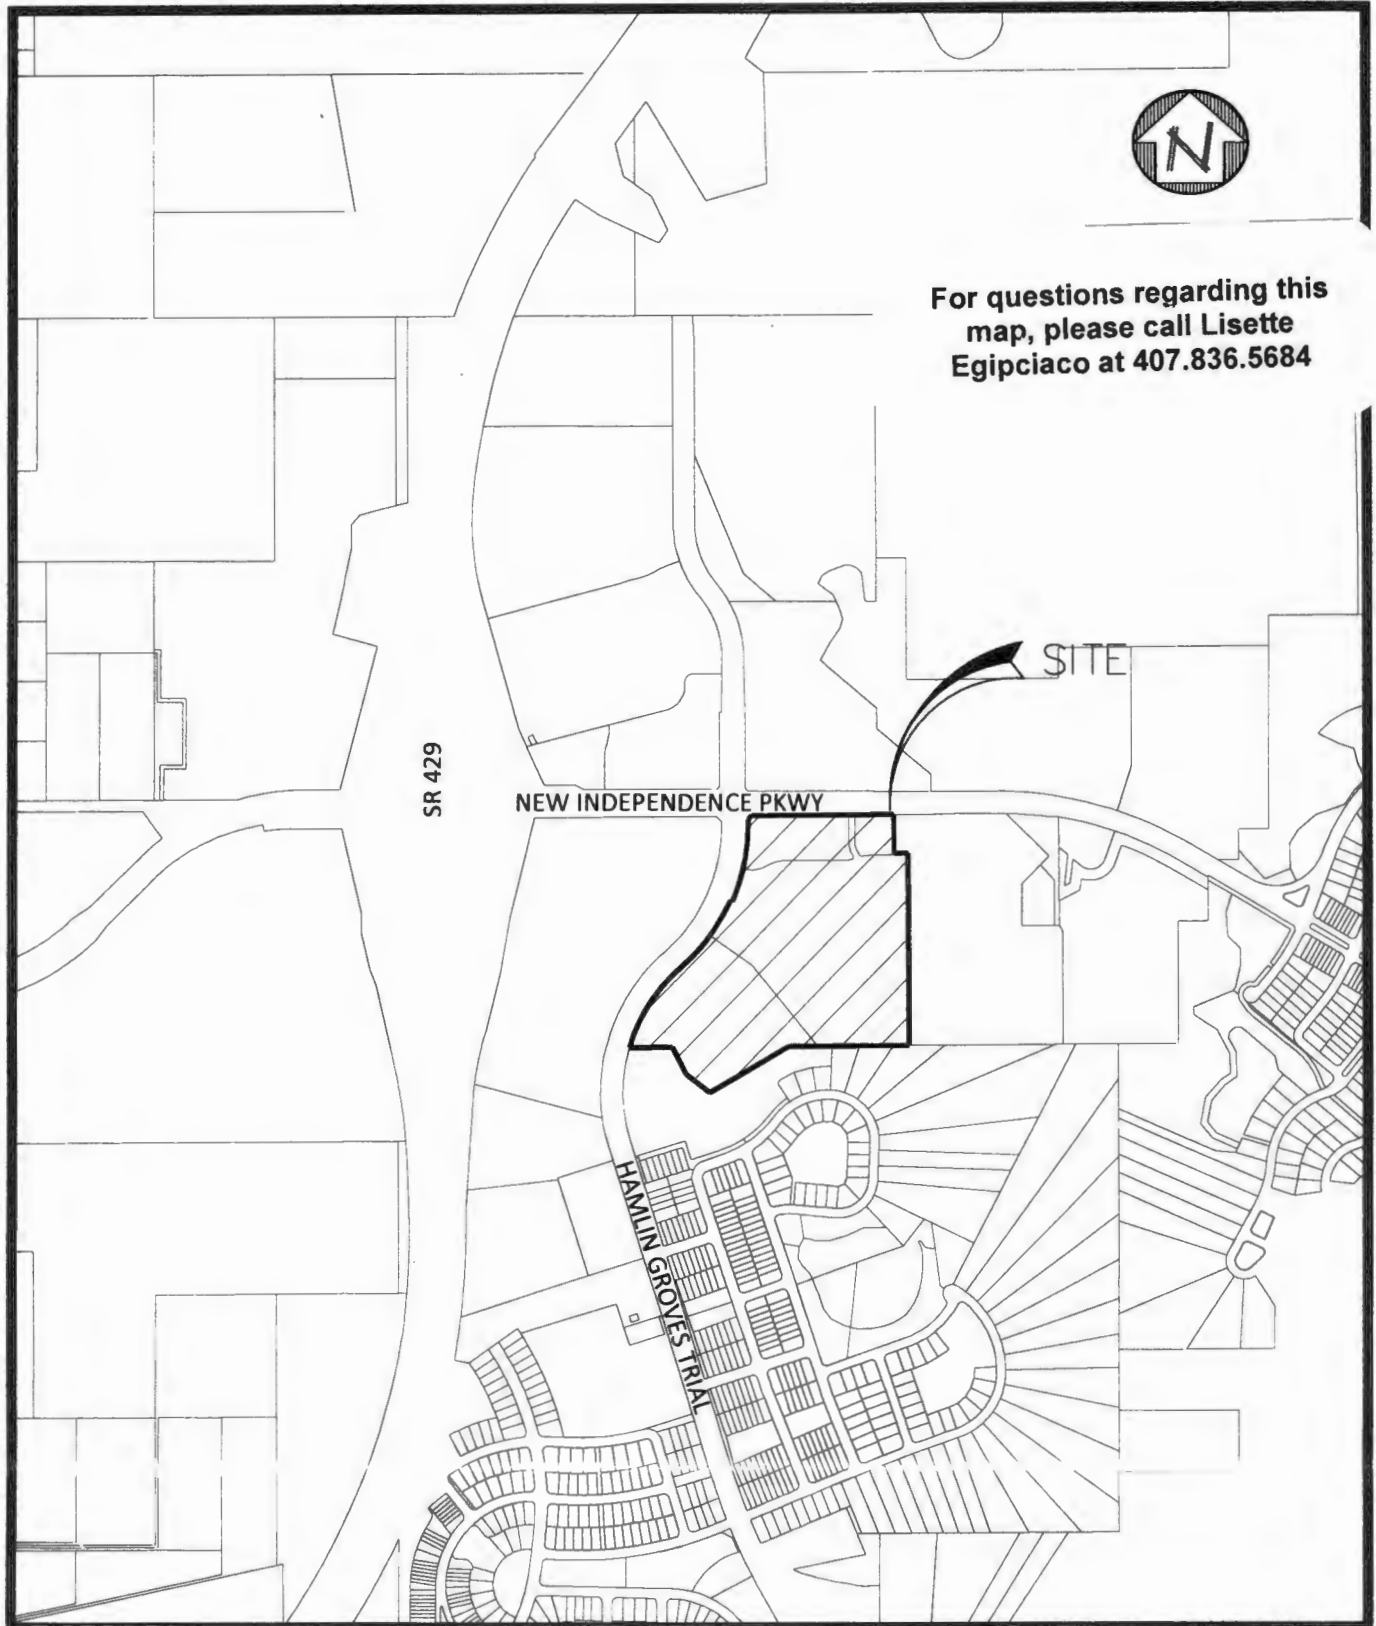 N
For questions regarding this
map, please call Lisette
Egipciaco at 407.836.5684
SITE
SR 429
NEW INDEPENDENCE PKWY
HAMLIN GROVES TRIAL